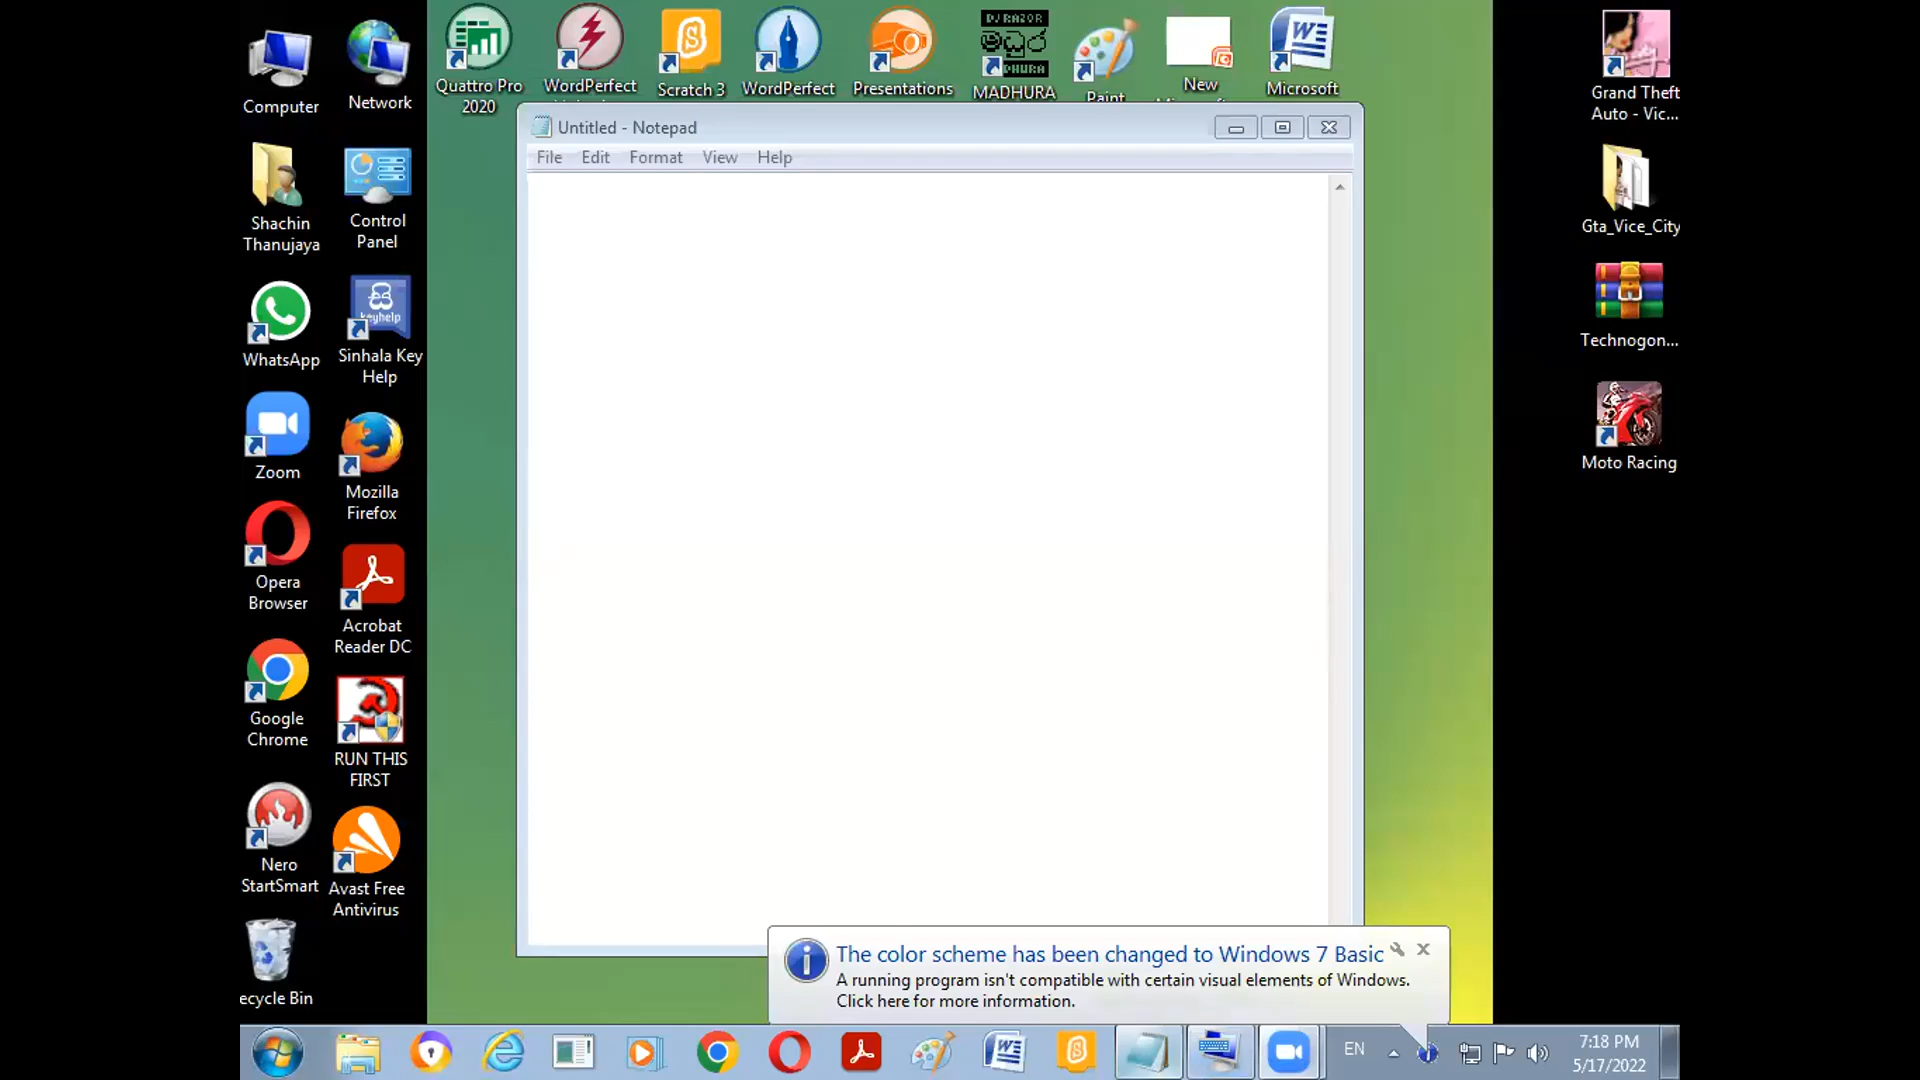 Computer
Network
Quattro Pro
2020
WordPerfect
Scratch 3
WordPerfect
Presentations
DJ RAZOR
මධුර
MADHURA
Paint
New
Microsoft
Grand Theft
Auto - Vic...
Untitled - Notepad
File Edit Format View Help
Shachin
Thanujaya
Control
Panel
Gta_Vice_City
WhatsApp
keyhelp
Sinhala Key
Help
Technogon...
Zoom
Mozilla
Firefox
Moto Racing
Opera
Browser
Acrobat
Reader DC
Google
Chrome
RUN THIS
FIRST
Nero
StartSmart
Avast Free
Antivirus
ecycle Bin
The color scheme has been changed to Windows 7 Basic
A running program isn't compatible with certain visual elements of Windows.
Click here for more information.
EN
7:18 PM
5/17/2022